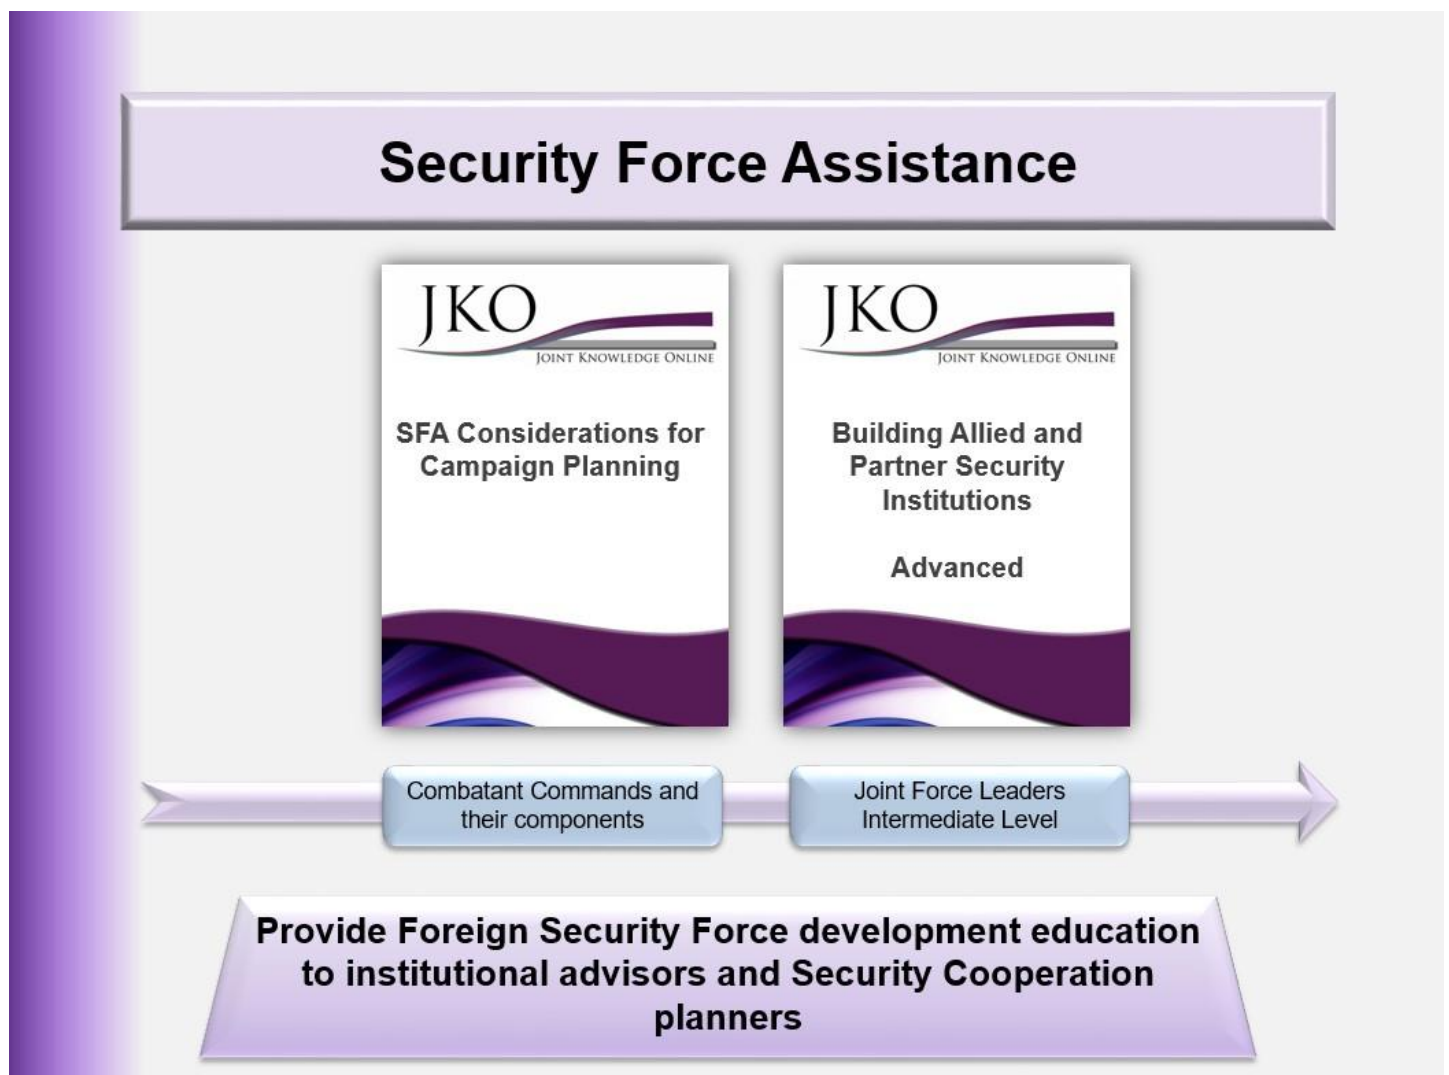 Security Force Assistance
JKO
JOINT KNOWLEDGE ONLINE
SFA Considerations for
Campaign Planning
JKO
JOINT KNOWLEDGE ONLINE
Building Allied and
Partner Security
Institutions
Advanced
Combatant Commands and
their components
Joint Force Leaders
Intermediate Level
Provide Foreign Security Force development education
to institutional advisors and Security Cooperation
planners